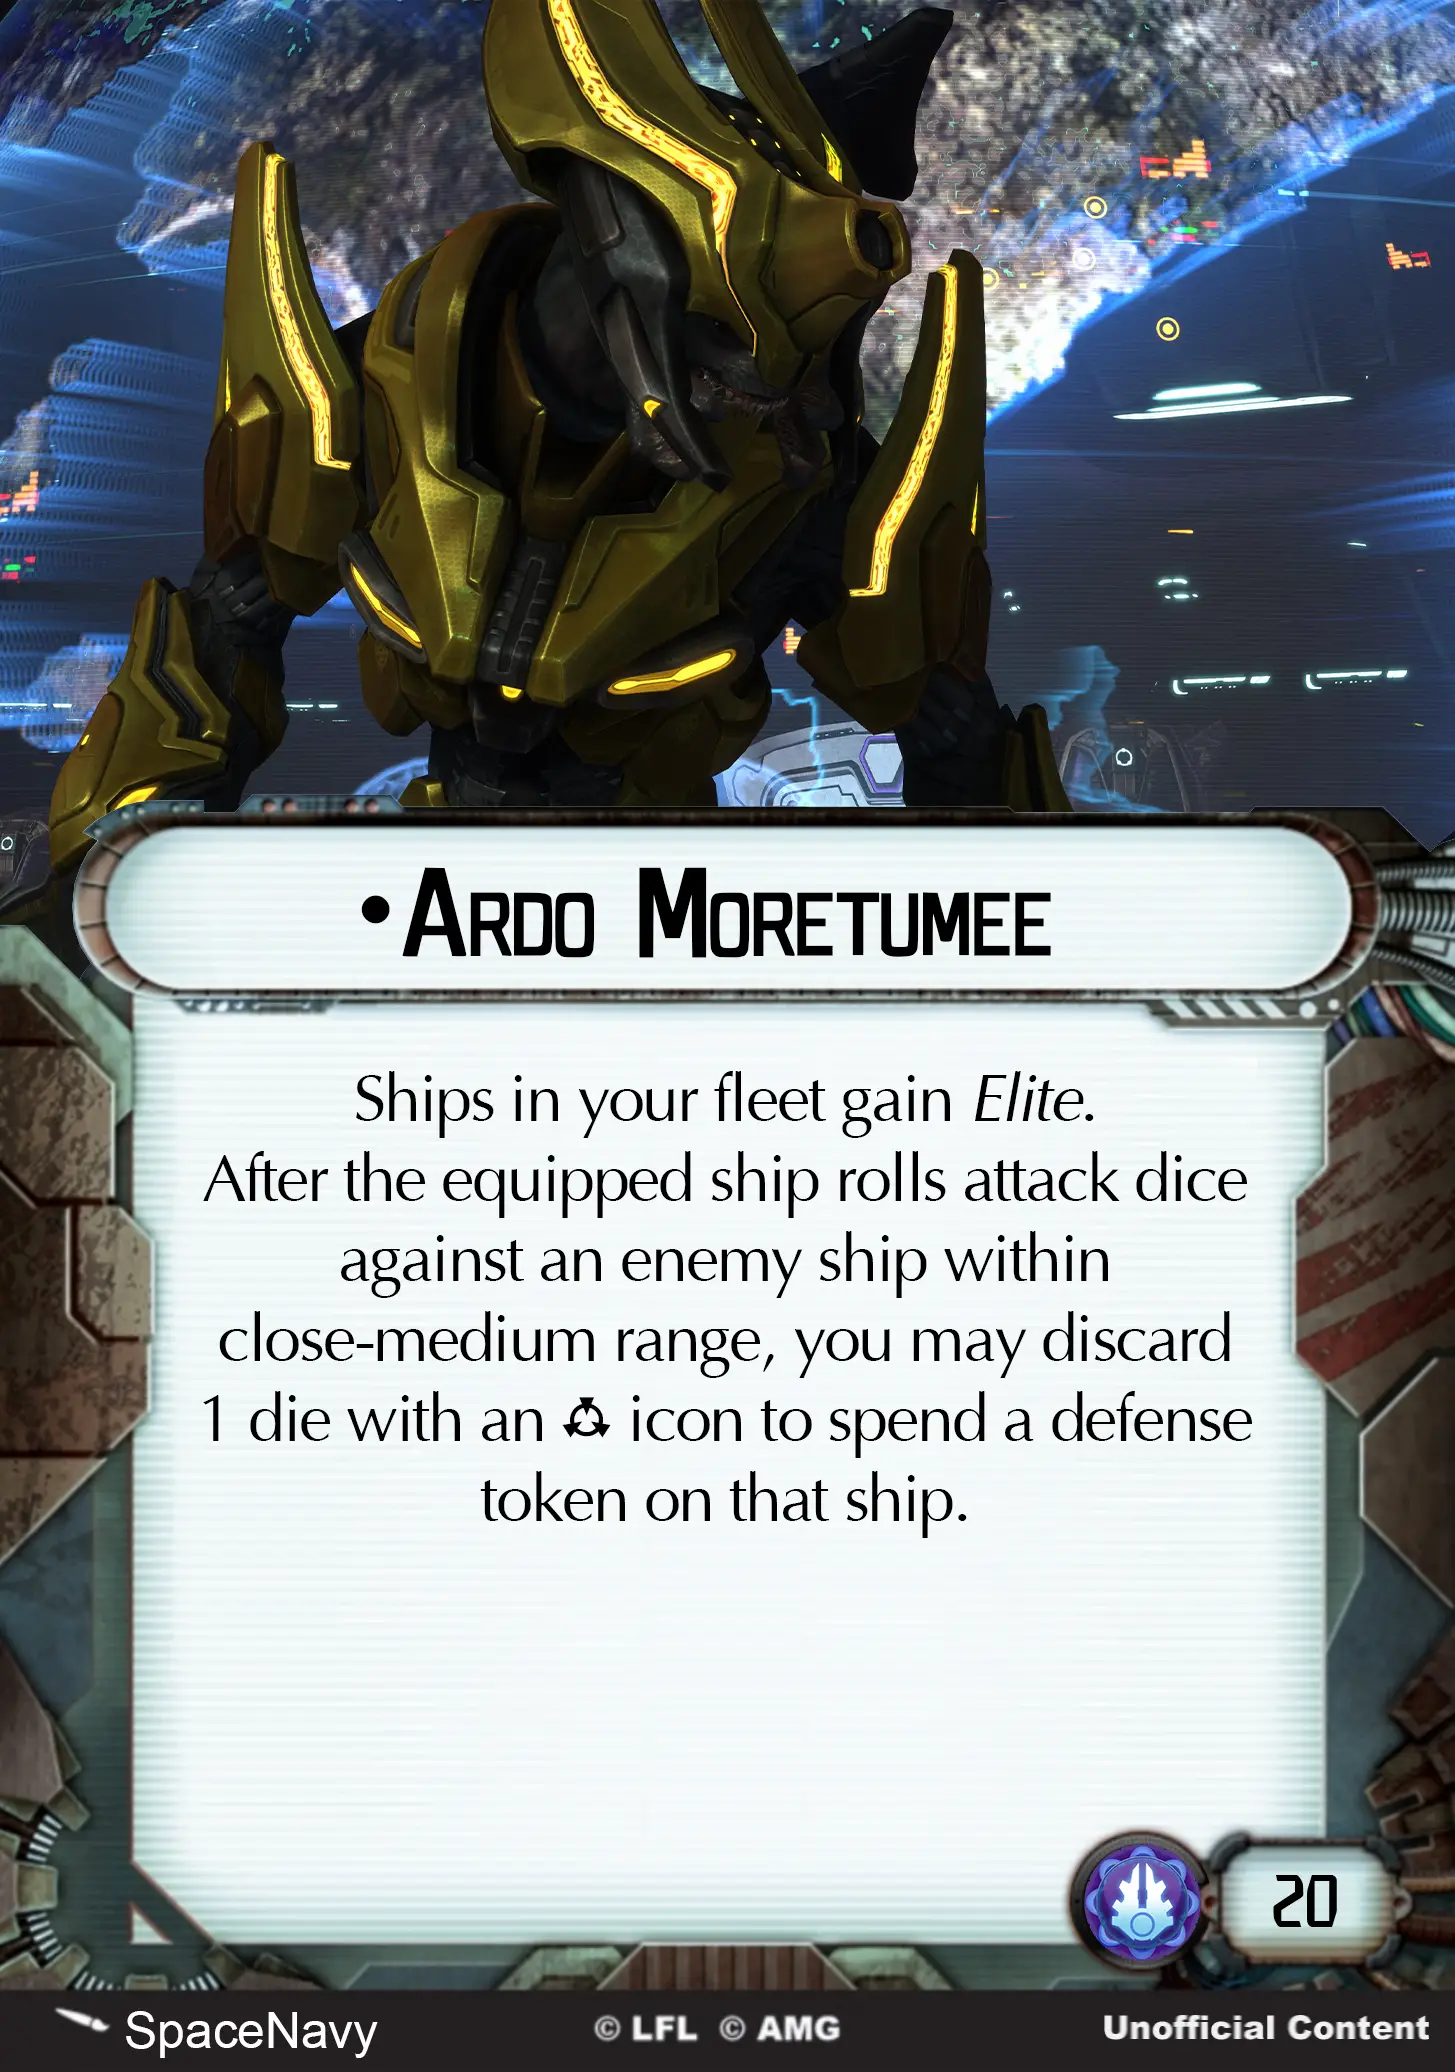 •Ardo Moretumee
Ships in your fleet gain Elite.
After the equipped ship rolls attack dice
against an enemy ship within
close-medium range, you may discard
1 die with an icon to spend a defense
token on that ship.
20
SpaceNavy
© LFL © AMG
Unofficial Content